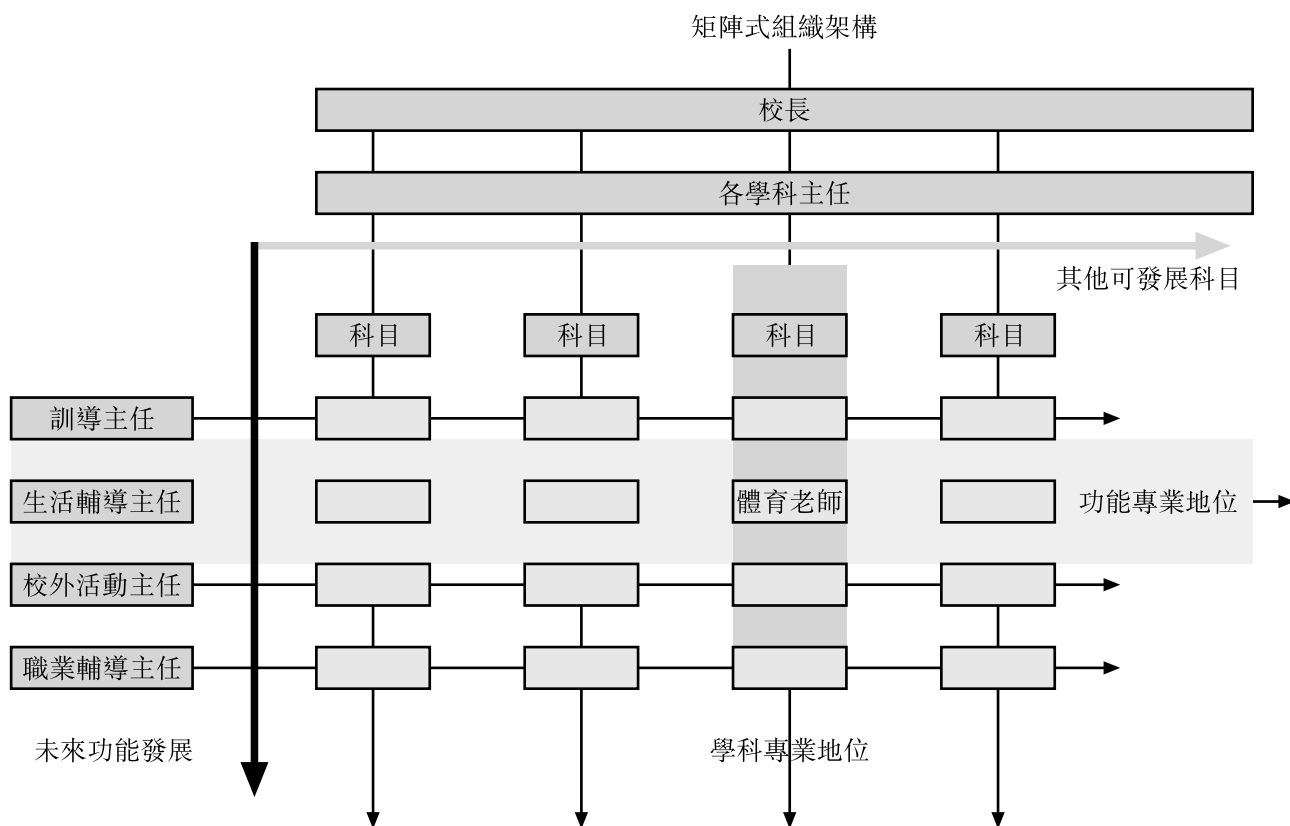 矩陣式組織架構
校長
各學科主任
其他可發展科目
科目 科目 科目 科目
訓導主任
生活輔導主任 體育老師 功能專業地位
校外活動主任
職業輔導主任
未來功能發展 學科專業地位